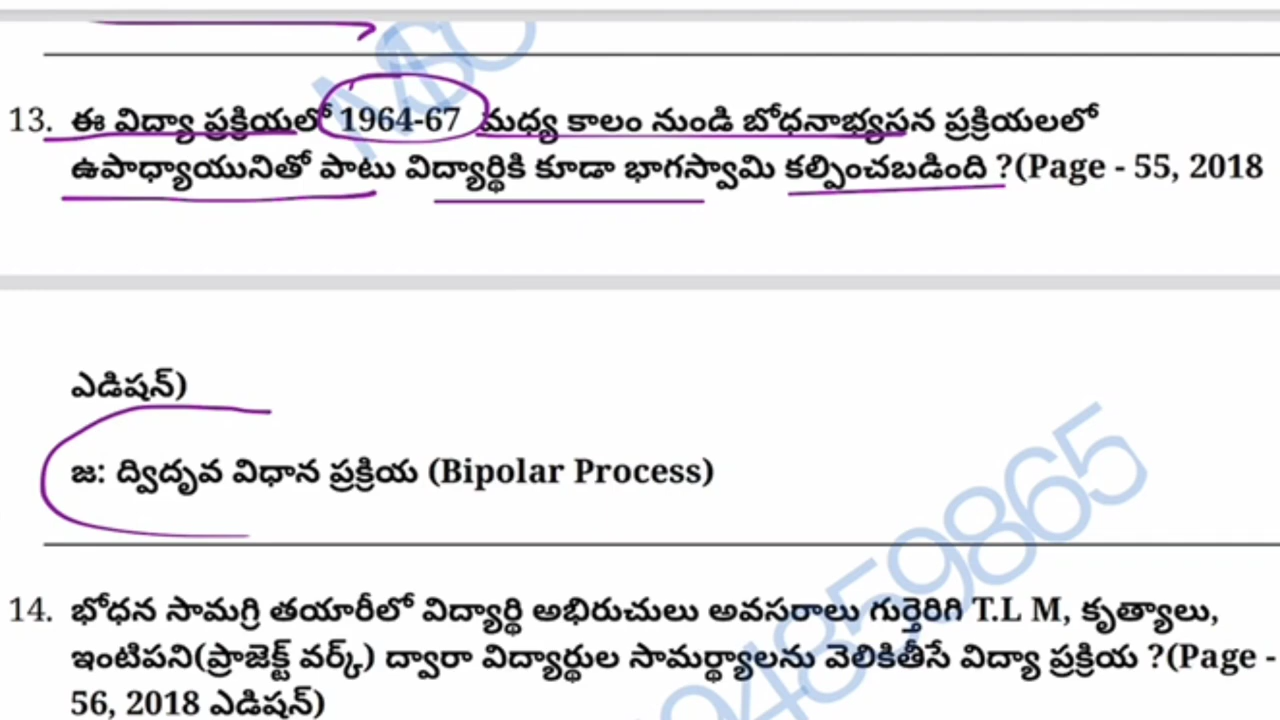 13. ఈ విద్యా ప్రక్రియలో 1964-67 మధ్య కాలం నుండి బోధనాభ్యసన ప్రక్రియలలో
ఉపాధ్యాయునితో పాటు విద్యార్థికి కూడా భాగస్వామి కల్పించబడింది ?(Page - 55, 2018
ఎడిషన్)
జ: ద్విదృవ విధాన ప్రక్రియ (Bipolar Process)
14. భోధన సామగ్రి తయారీలో విద్యార్థి అభిరుచులు అవసరాలు గుర్తెరిగి T.L M, కృత్యాలు,
ఇంటిపని(ప్రాజెక్ట్ వర్క్) ద్వారా విద్యార్థుల సామర్థ్యాలను వెలికితీసే విద్యా ప్రక్రియ ?(Page -
56, 2018 ఎడిషన్)
94859865